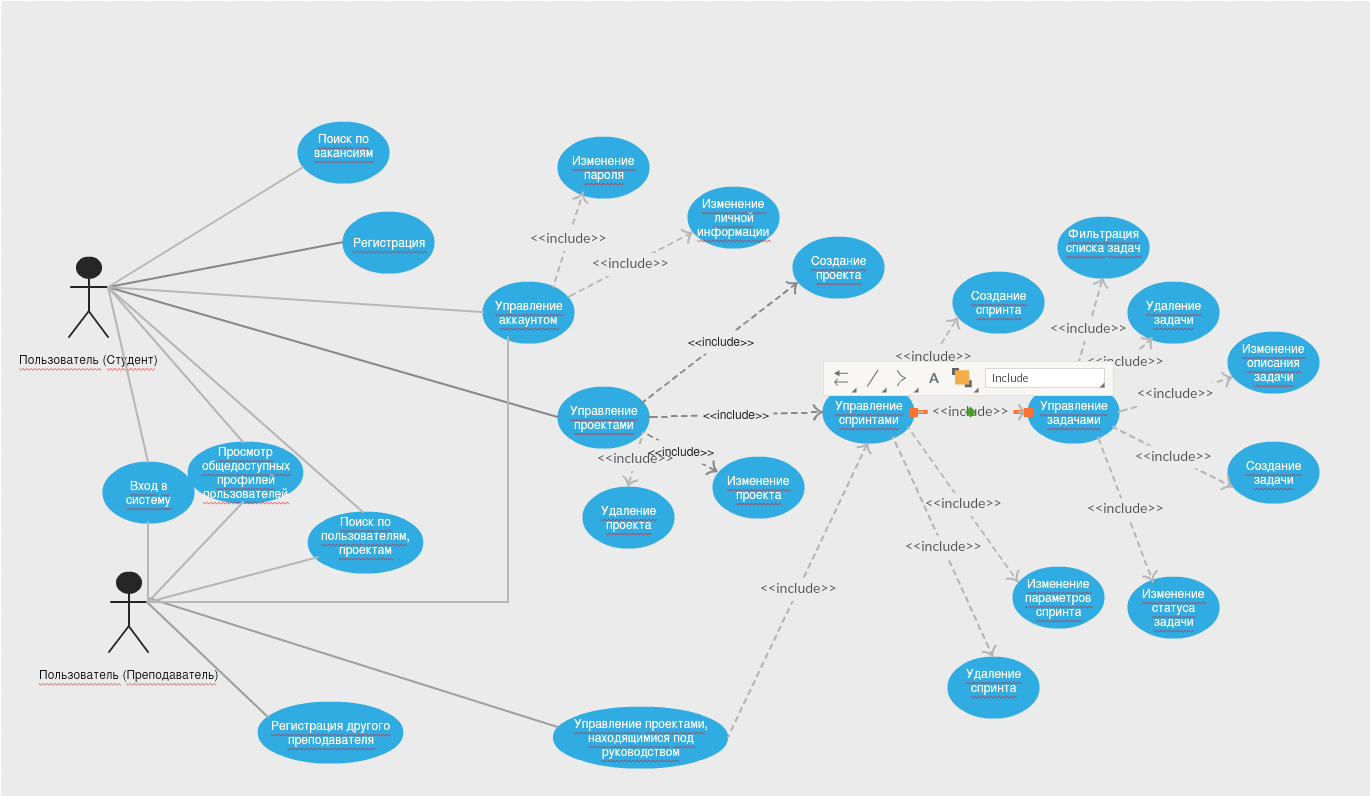 Поиск по
вакансиям
Изменение
пароля
Изменение
личной
информации
Регистрация
Фильтрация
списка задач
<<include>>
<<include>>
Создание
проекта
Создание
спринта
Управление
аккаунтом
Удаление
задачи
<<include>>
<<include>>
<<include>>
<<include>>
Изменение
описания
задачи
Пользователь (Студент)
Include
<<include>>
Управление
проектами
<<include>>
Управление
спринтами
<<include>>
Управление
задачами
<<include>>
<<include>>
<<include>>
Просмотр
общедоступных
профилей
пользователей
Вход в
систему
Изменение
проекта
Создание
задачи
Удаление
проекта
<<include>>
<<include>>
Поиск по
пользователям,
проектам
<<include>>
<<include>>
Изменение
параметров
спринта
Изменение
статуса
задачи
Пользователь (Преподаватель)
Удаление
спринта
Регистрация другого
преподавателя
Управление проектами,
находящимися под
руководством